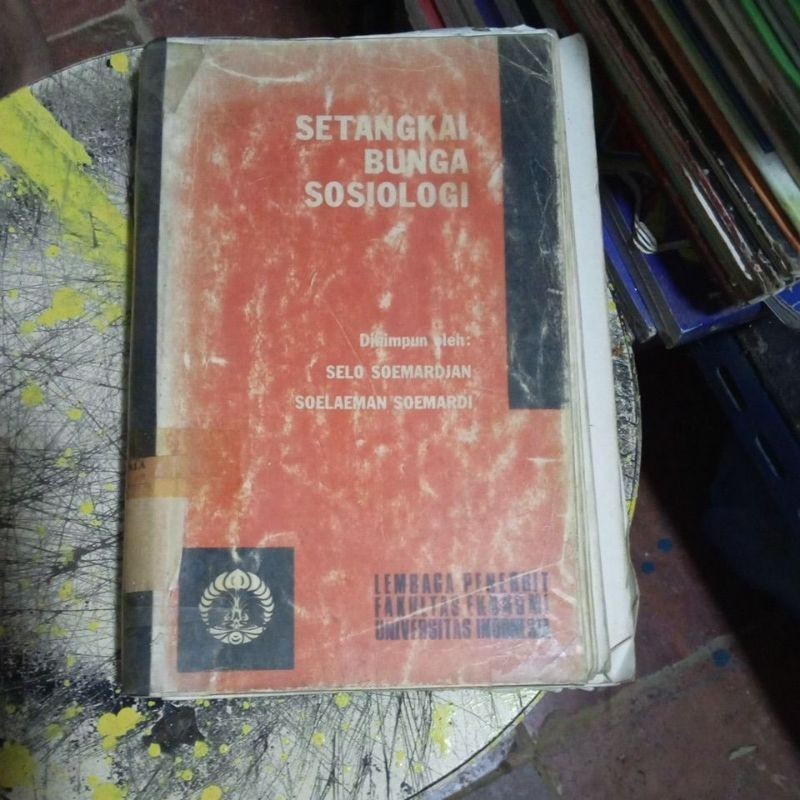 SETANGKAI
BUNGA
SOSIOLOGI
Dihimpun oleh:
SELO SOEMARDJAN
SOELAEMAN SOEMARDI
LEMBAGA PENERBIT
FAKULTAS EKONOMI
UNIVERSITAS INDONESIA